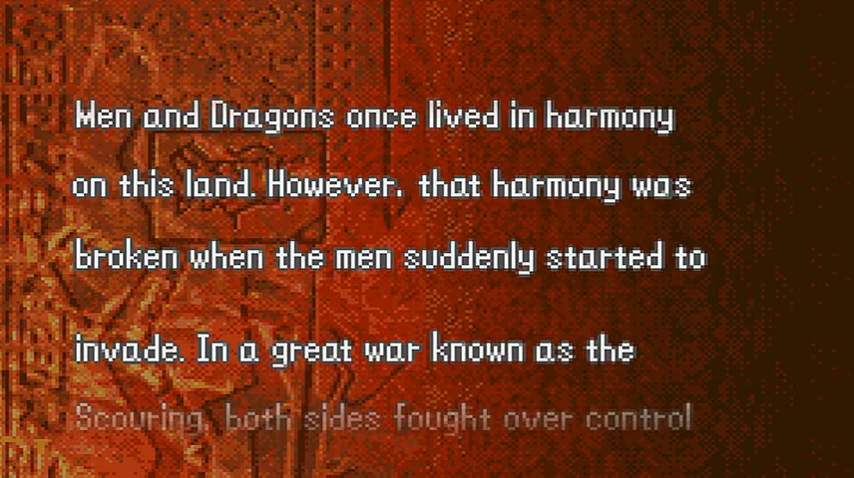 Men and Dragons once lived in harmony
on this land. However, that harmony was
broken when the men suddenly started to
invade. In a great war known as the
Scouring, both sides fought over control